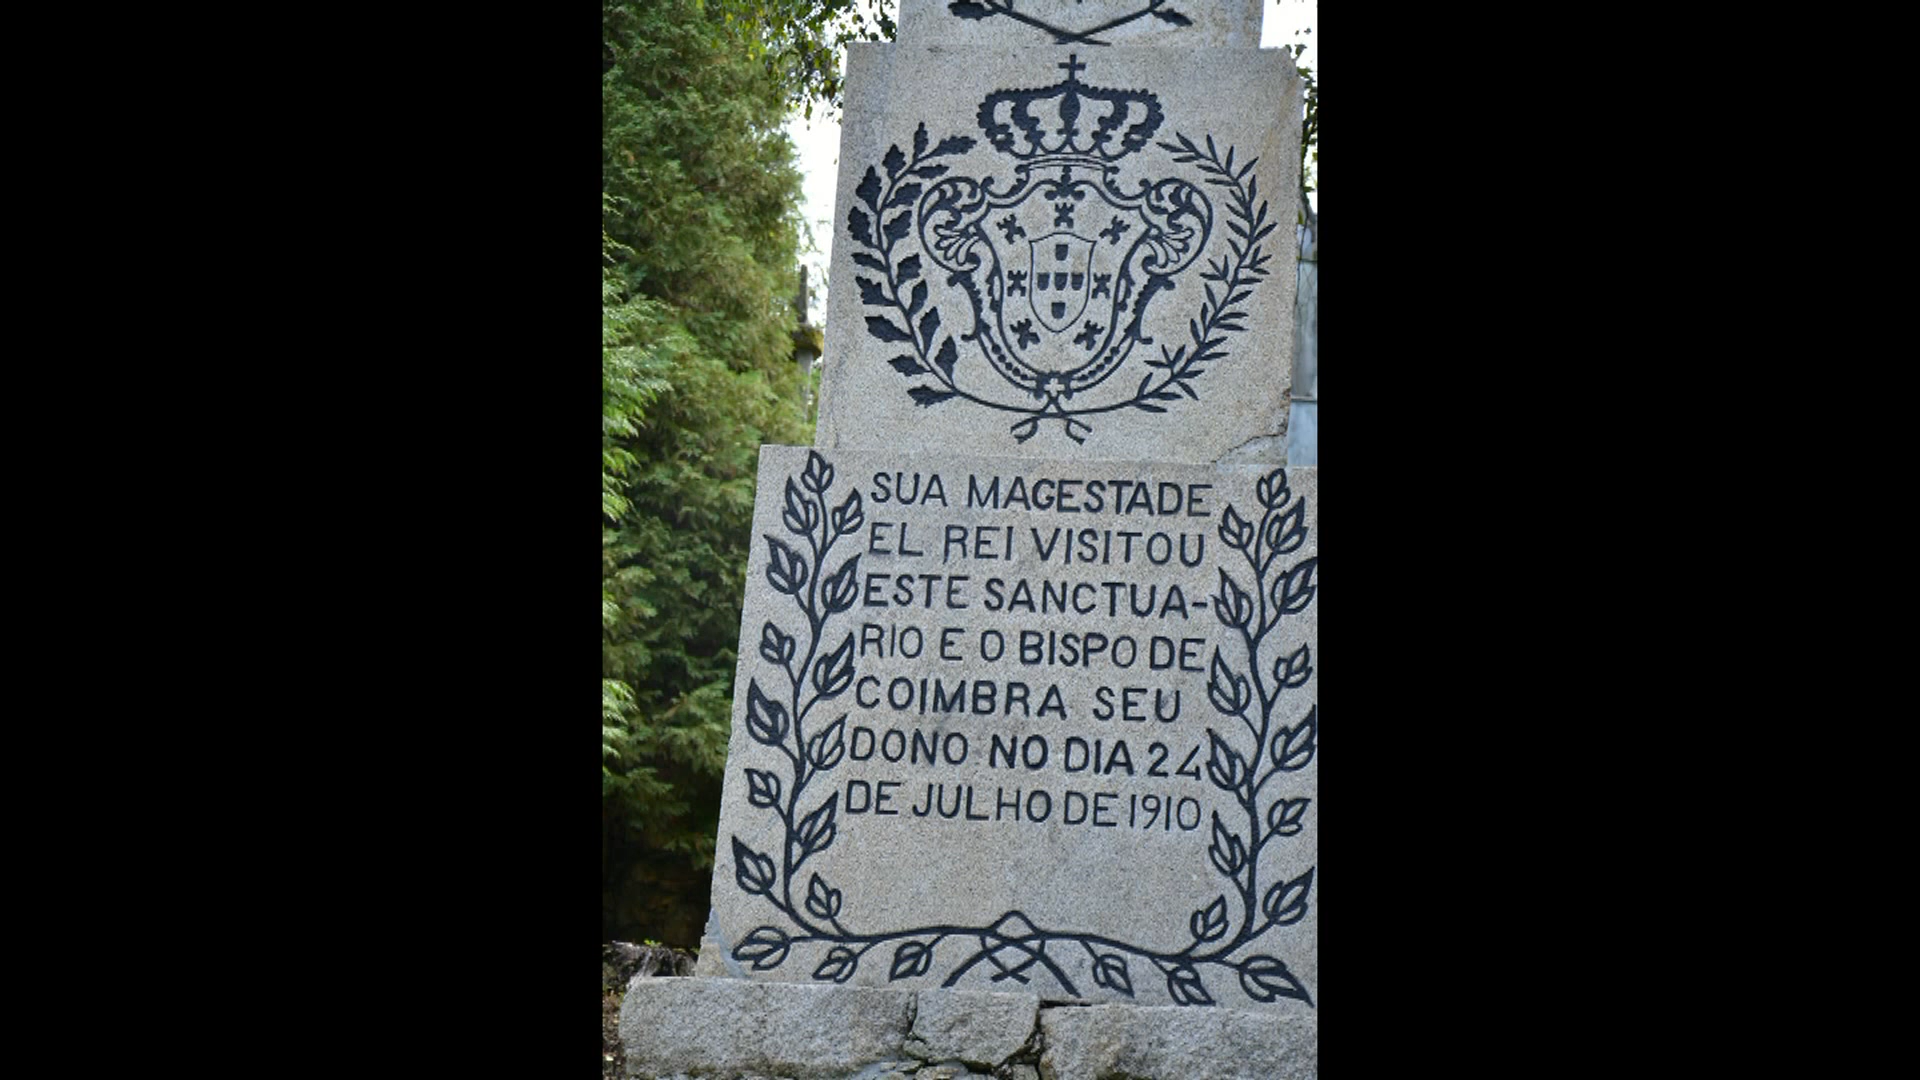 SUA MAGESTADE
EL REI VISITOU
ESTE SANCTUA-
RIO E O BISPO DE
COIMBRA SEU
DONO NO DIA 24
DE JULHO DE 1910